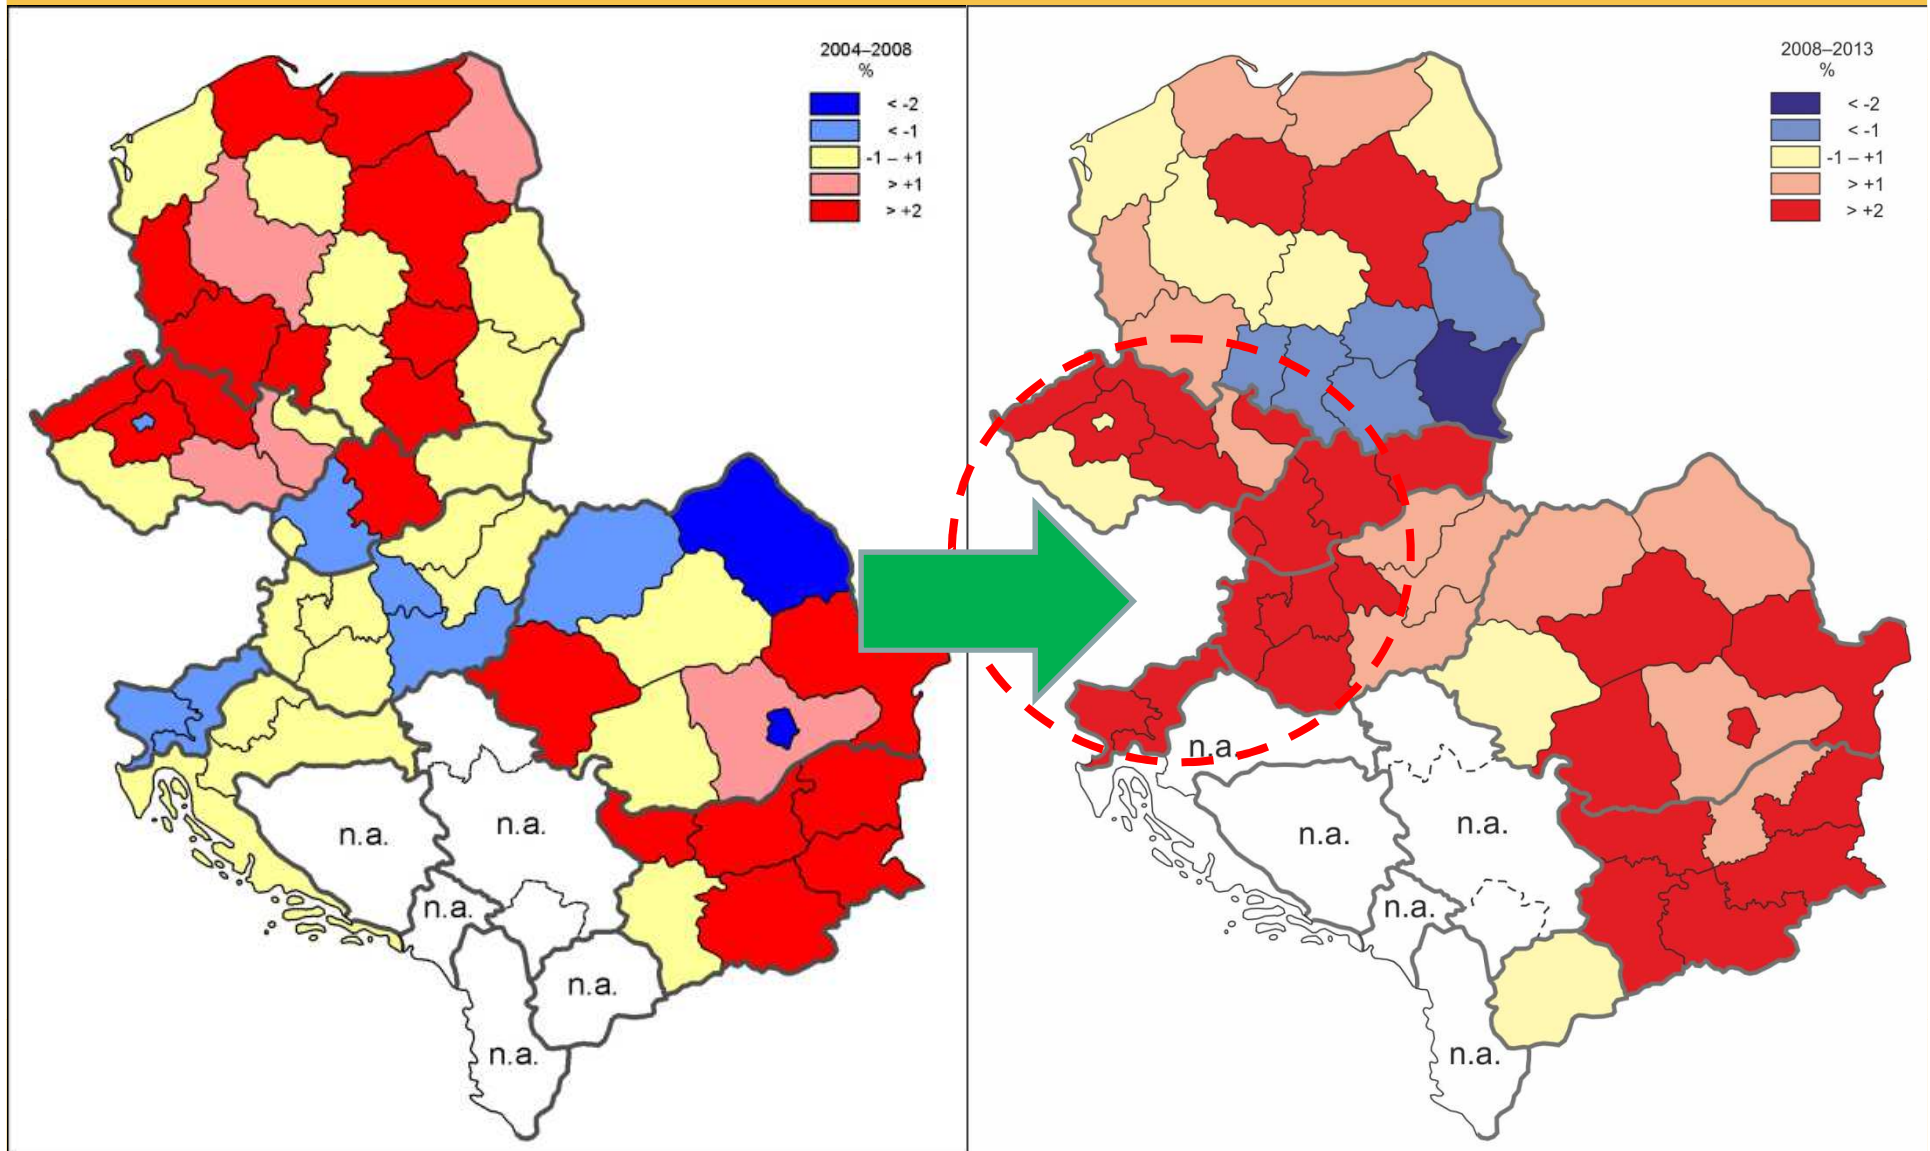 2004–2008
%
< -2
< -1
-1 – +1
> +1
> +2
n.a.
n.a.
n.a.
n.a.
n.a.
2008–2013
%
< -2
< -1
-1 – +1
> +1
> +2
n.a.
n.a.
n.a.
n.a.
n.a.